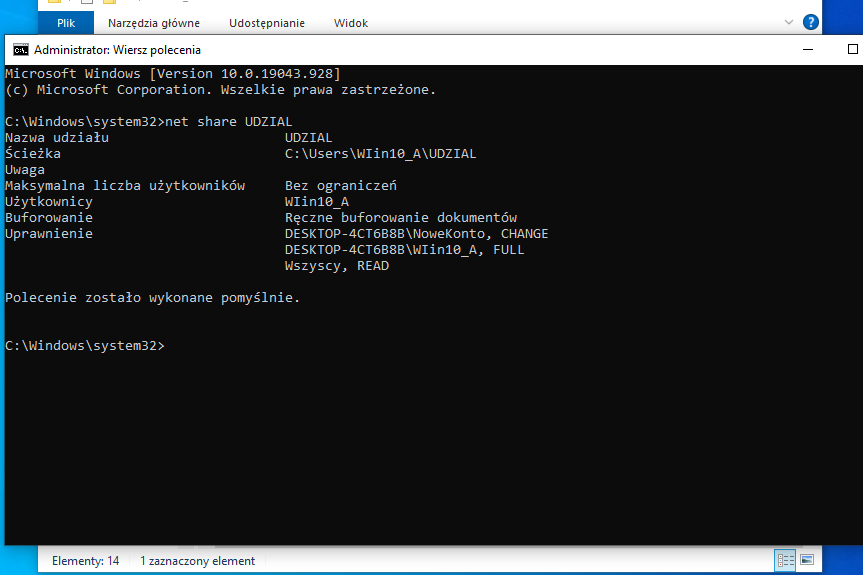 Plik Narzędzia główne Udostępnianie Widok
Administrator: Wiersz polecenia
Microsoft Windows [Version 10.0.19043.928]
(c) Microsoft Corporation. Wszelkie prawa zastrzeżone.
C:\Windows\system32>net share UDZIAL
Nazwa udziału UDZIAL
Ścieżka C:\Users\WIin10_A\UDZIAL
Uwaga
Maksymalna liczba użytkowników Bez ograniczeń
Użytkownicy WIin10_A
Buforowanie Ręczne buforowanie dokumentów
Uprawnienie DESKTOP-4CT6B8B\NoweKonto, CHANGE
DESKTOP-4CT6B8B\WIin10_A, FULL
Wszyscy, READ
Polecenie zostało wykonane pomyślnie.
C:\Windows\system32>
Elementy: 14 1 zaznaczony element